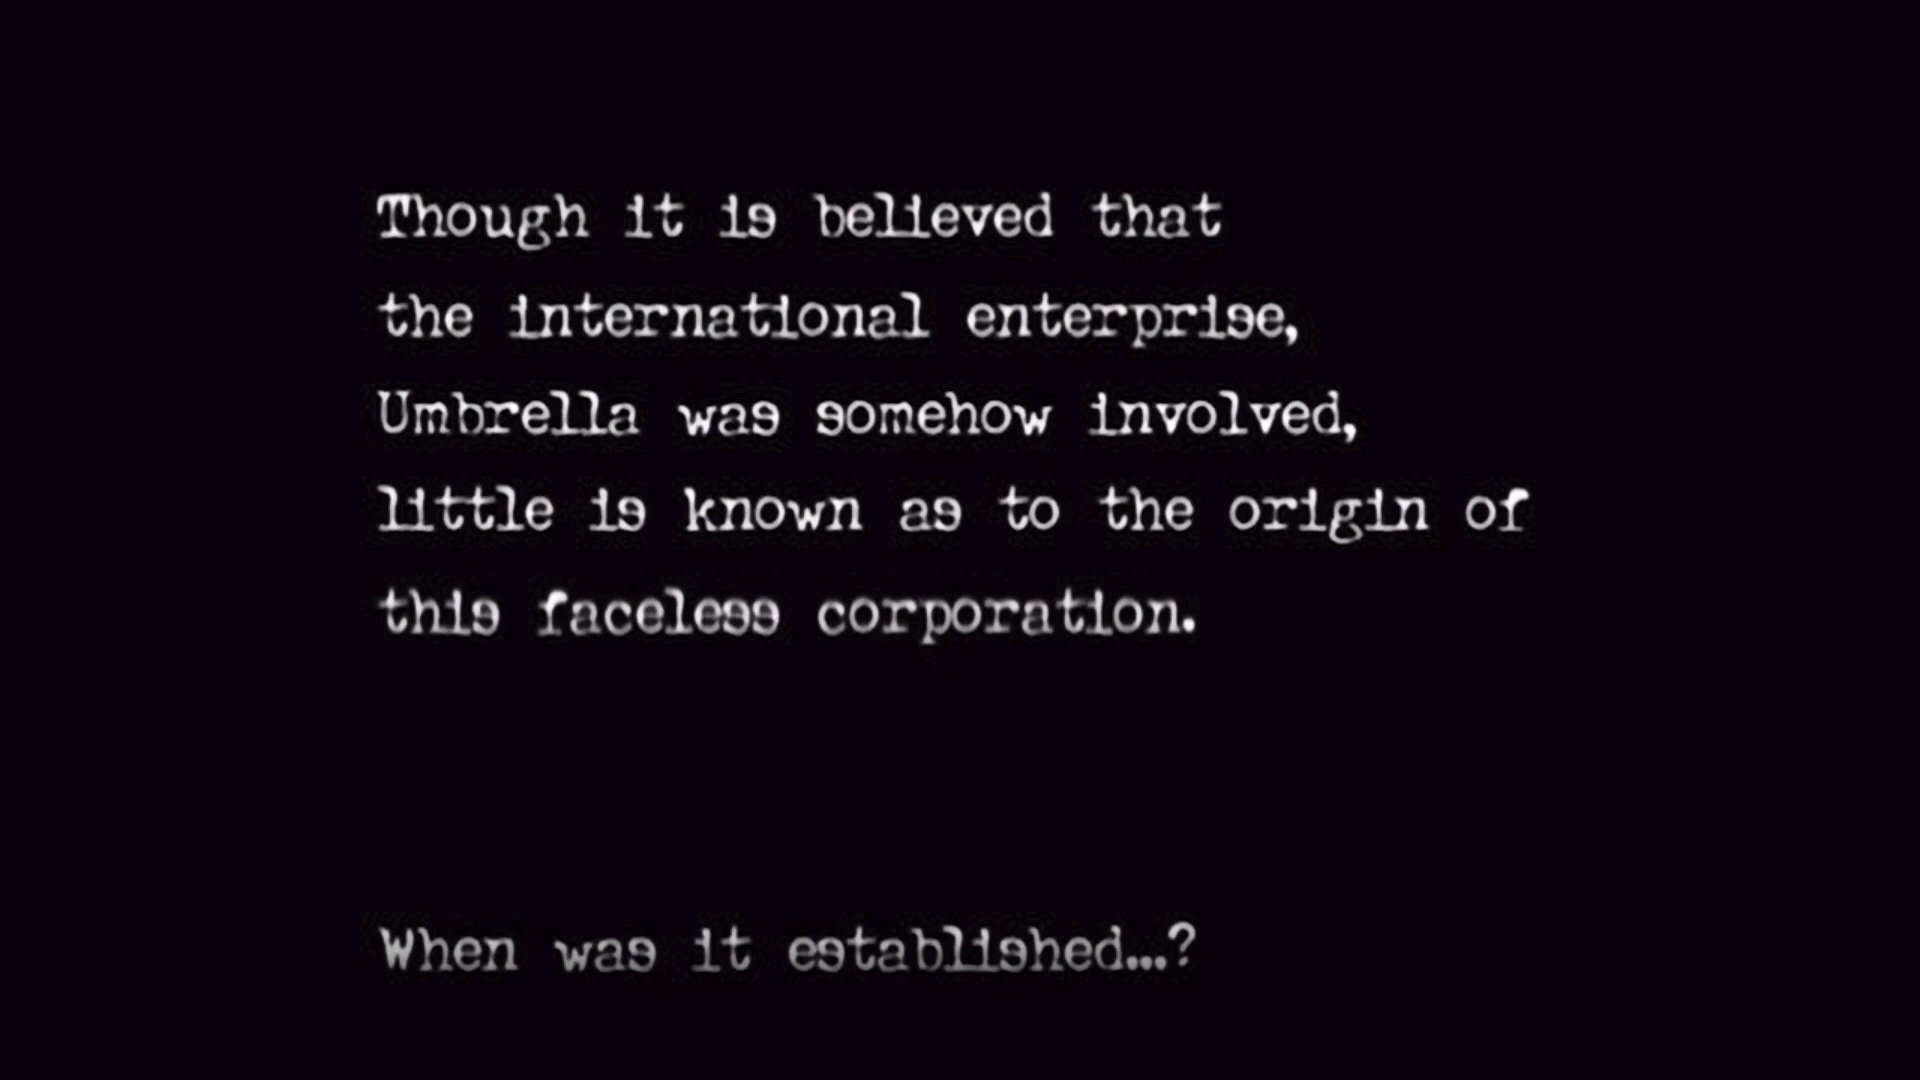 Though it is believed that
the international enterprise,
Umbrella was somehow involved,
little is known as to the origin of
this faceless corporation.
When was it established...?